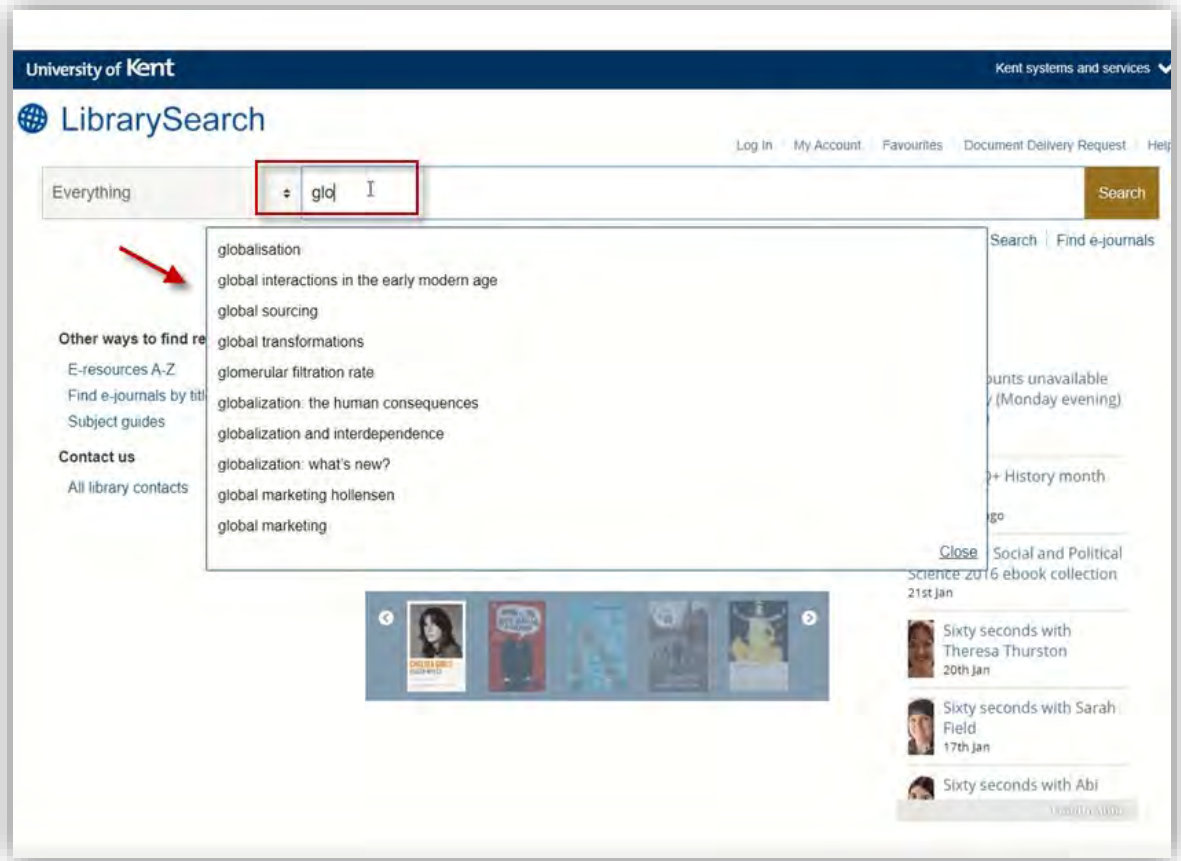 University of Kent
Kent systems and services
LibrarySearch
Log In My Account Favourites Document Delivery Request Help
Everything
glo
Search
Search Find e-journals
globalisation
global interactions in the early modern age
global sourcing
global transformations
glomerular filtration rate
globalization: the human consequences
globalization and interdependence
globalization: what's new?
global marketing hollensen
global marketing
Close
Other ways to find re
E-resources A-Z
Find e-journals by titl
Subject guides
Contact us
All library contacts
unts unavailable
(Monday evening)
+ History month
go
Social and Political
Science 2016 ebook collection
21st Jan
Sixty seconds with
Theresa Thurston
20th Jan
Sixty seconds with Sarah
Field
17th Jan
Sixty seconds with Abi